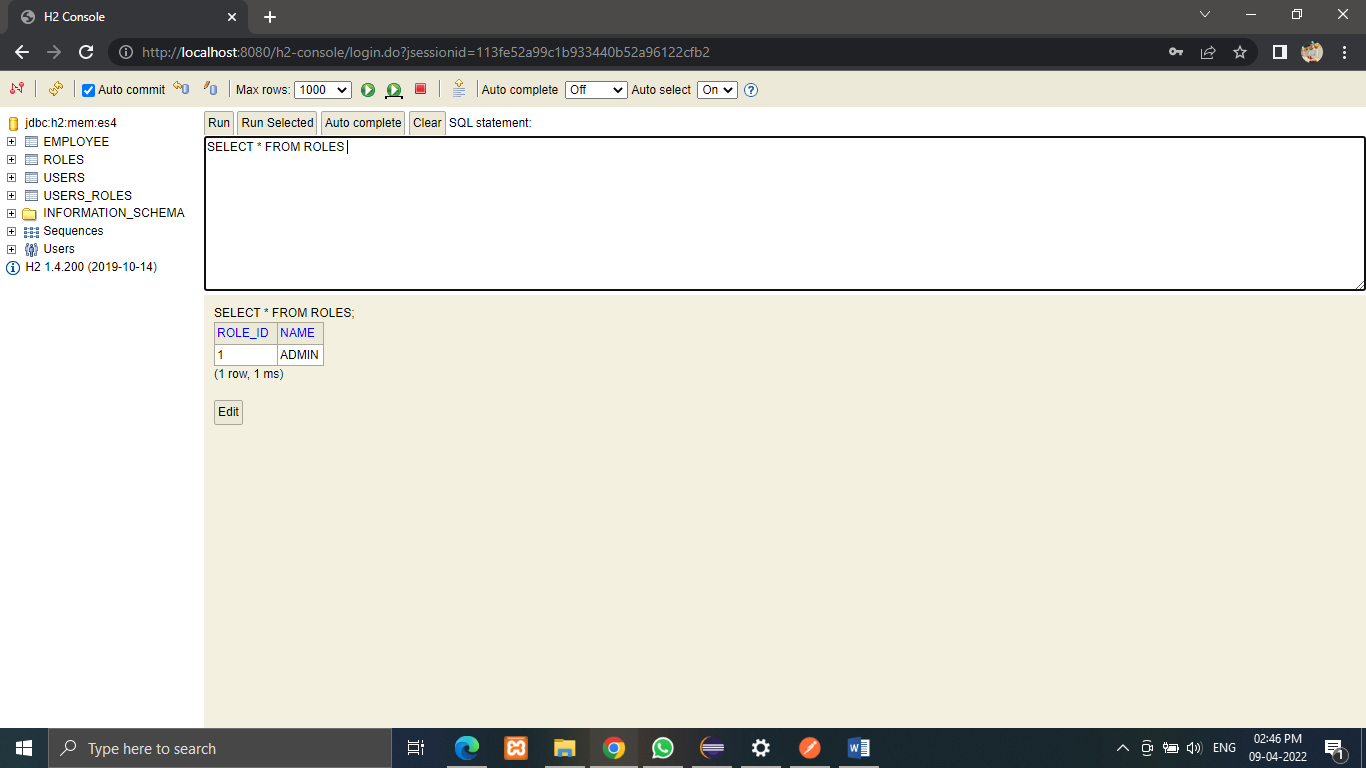 H2 Console
http://localhost:8080/h2-console/login.do?jsessionid=113fe52a99c1b933440b52a96122cfb2
Auto commit Max rows: 1000 Auto complete Off Auto select On
jdbc:h2:mem:es4
EMPLOYEE
ROLES
USERS
USERS_ROLES
INFORMATION_SCHEMA
Sequences
Users
H2 1.4.200 (2019-10-14)
Run Run Selected Auto complete Clear SQL statement:
SELECT * FROM ROLES
SELECT * FROM ROLES;
ROLE_ID NAME
1 ADMIN
(1 row, 1 ms)
Edit
Type here to search
ENG
02:46 PM
09-04-2022
1